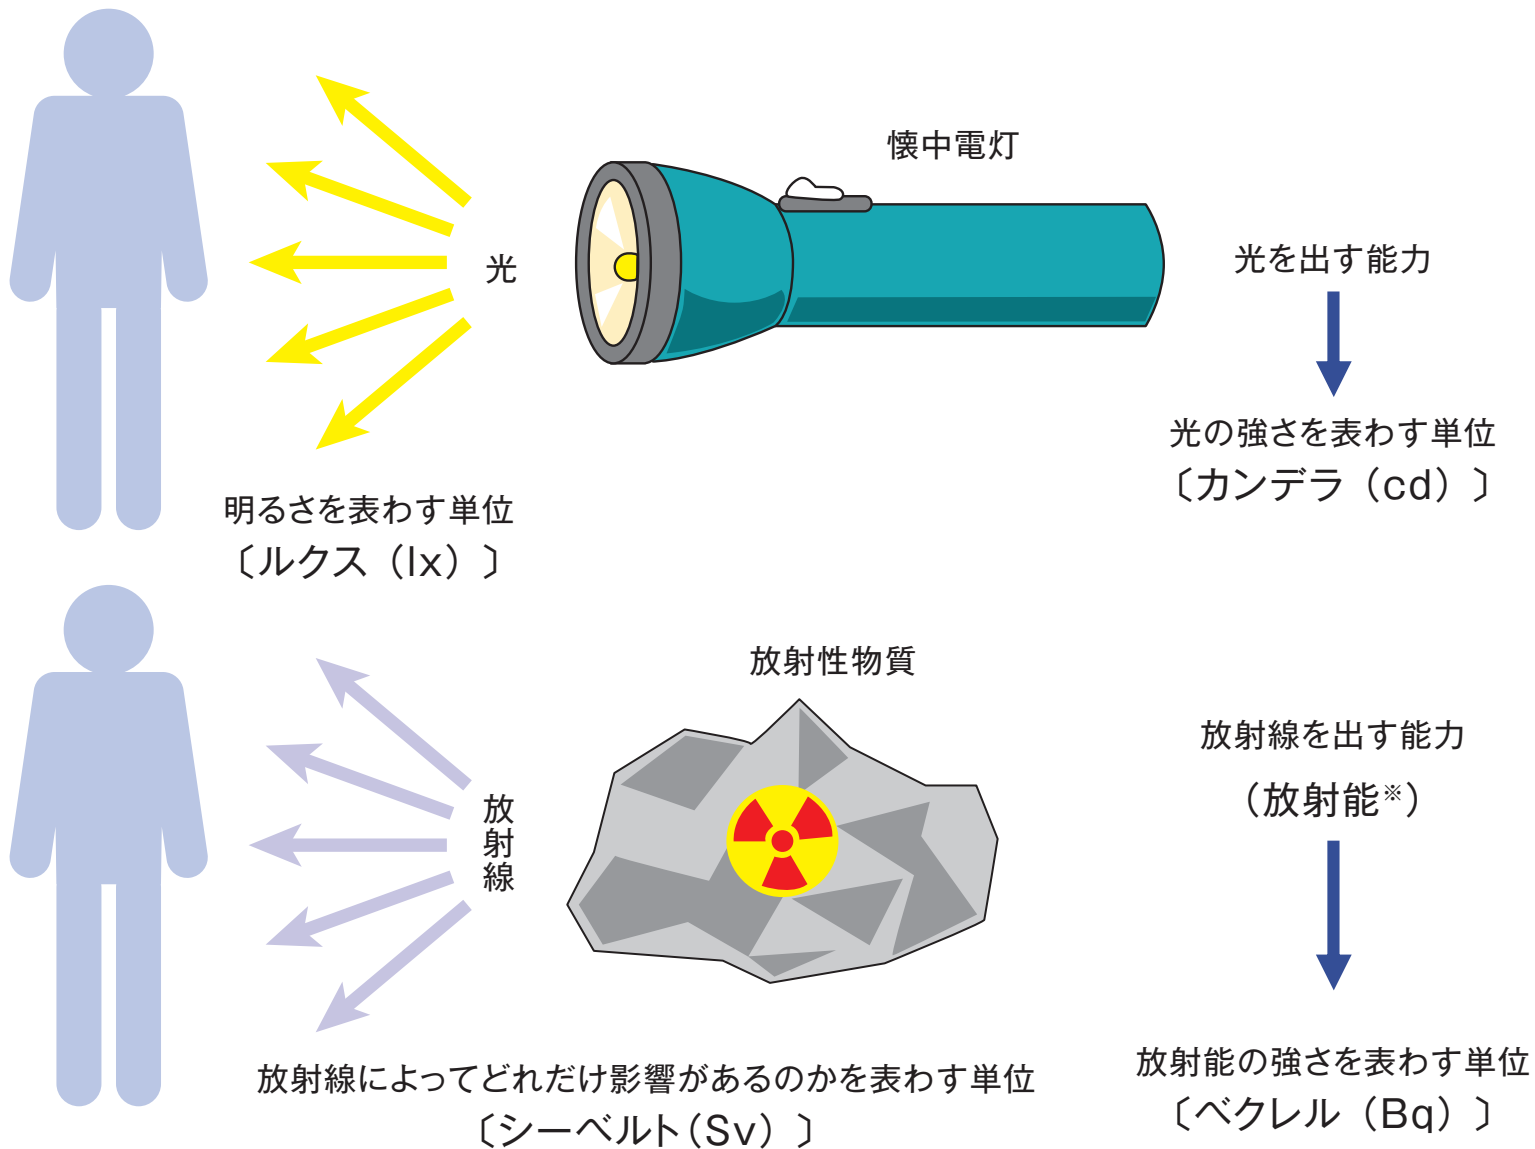 懐中電灯
光
光を出す能力
光の強さを表わす単位
〔カンデラ（cd）〕
明るさを表わす単位
〔ルクス（lx）〕
放射性物質
放射線
放射線を出す能力
（放射能※）
放射能の強さを表わす単位
〔ベクレル（Bq）〕
放射線によってどれだけ影響があるのかを表わす単位
〔シーベルト（Sv）〕